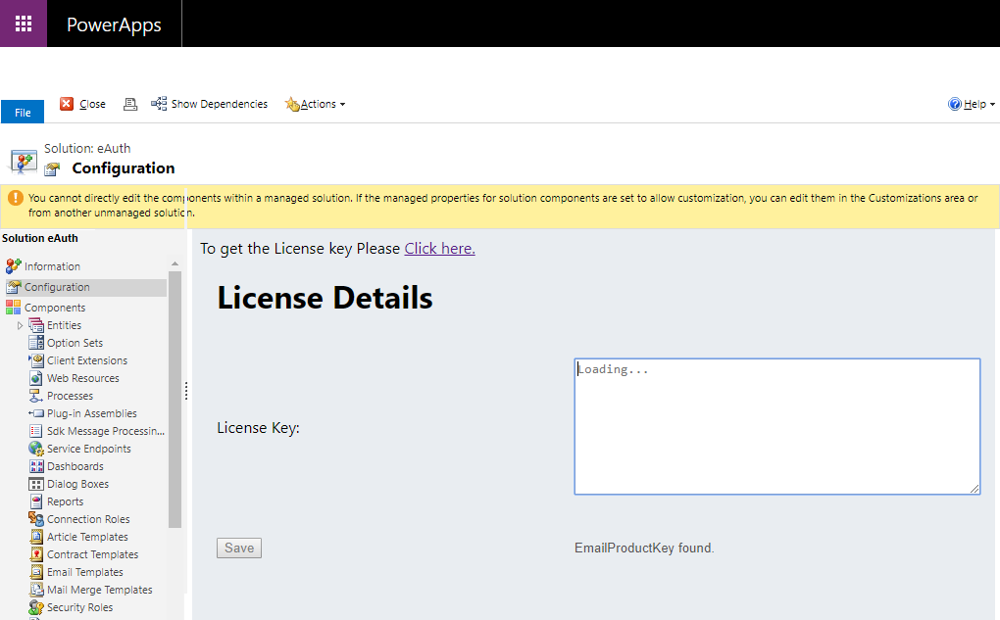 PowerApps
File
Close
Show Dependencies
Actions
Help
Solution: eAuth
Configuration
You cannot directly edit the components within a managed solution. If the managed properties for solution components are set to allow customization, you can edit them in the Customizations area or
from another unmanaged solution.
Solution eAuth
Information
Configuration
Components
Entities
Option Sets
Client Extensions
Web Resources
Processes
Plug-in Assemblies
Sdk Message Processin...
Service Endpoints
Dashboards
Dialog Boxes
Reports
Connection Roles
Article Templates
Contract Templates
Email Templates
Mail Merge Templates
Security Roles
To get the License key Please Click here.
License Details
License Key:
Loading...
Save
EmailProductKey found.